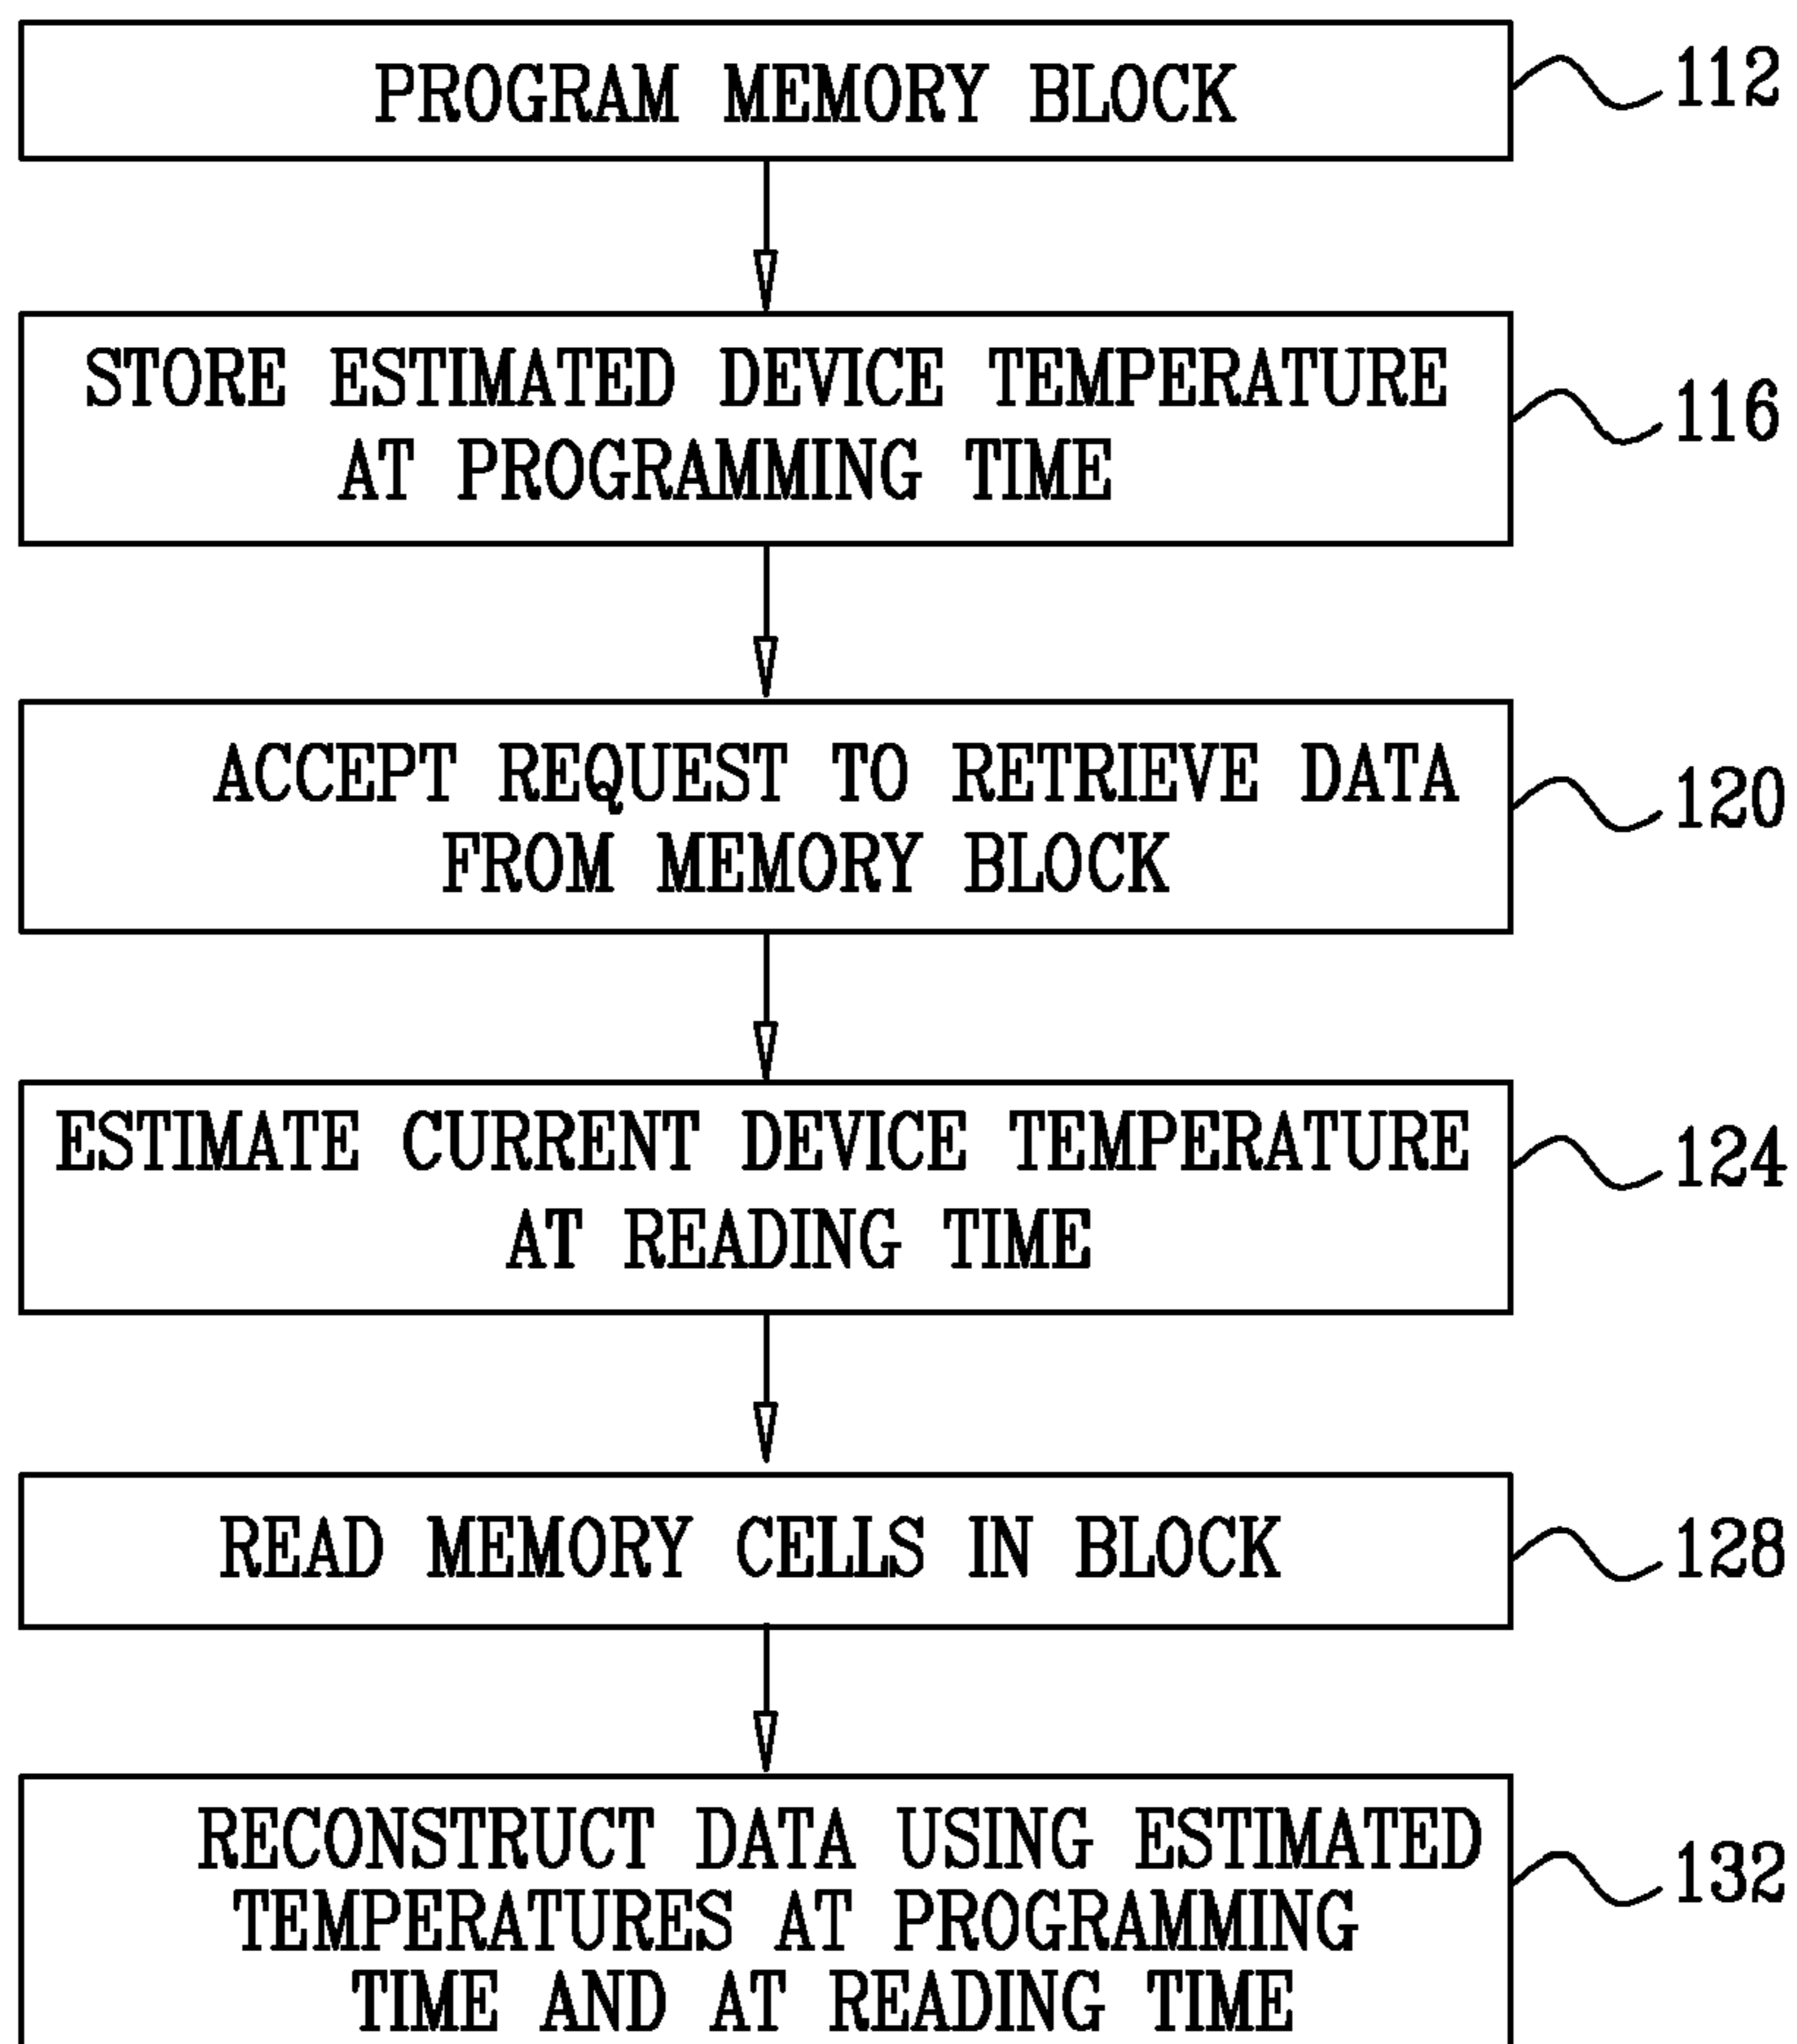 PROGRAM MEMORY BLOCK
112
STORE ESTIMATED DEVICE TEMPERATURE
AT PROGRAMMING TIME
116
ACCEPT REQUEST TO RETRIEVE DATA
FROM MEMORY BLOCK
120
ESTIMATE CURRENT DEVICE TEMPERATURE
AT READING TIME
124
READ MEMORY CELLS IN BLOCK
128
RECONSTRUCT DATA USING ESTIMATED
TEMPERATURES AT PROGRAMMING
TIME AND AT READING TIME
132